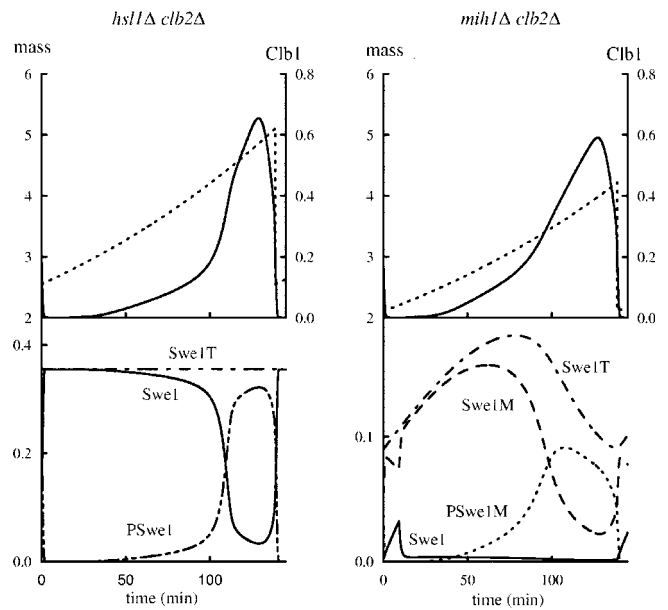 hsl1Δ clb2Δ
mih1Δ clb2Δ
mass
Clb1
mass
Clb1
6
5
4
3
2
0.8
0.6
0.4
0.2
0.0
6
5
4
3
2
0.8
0.6
0.4
0.2
0.0
0.4
0.2
0.0
Swe1T
Swe1
PSwe1
0
50
100
time (min)
0.1
0.0
Swe1T
Swe1M
PSwe1M
Swe1
0
50
100
time (min)